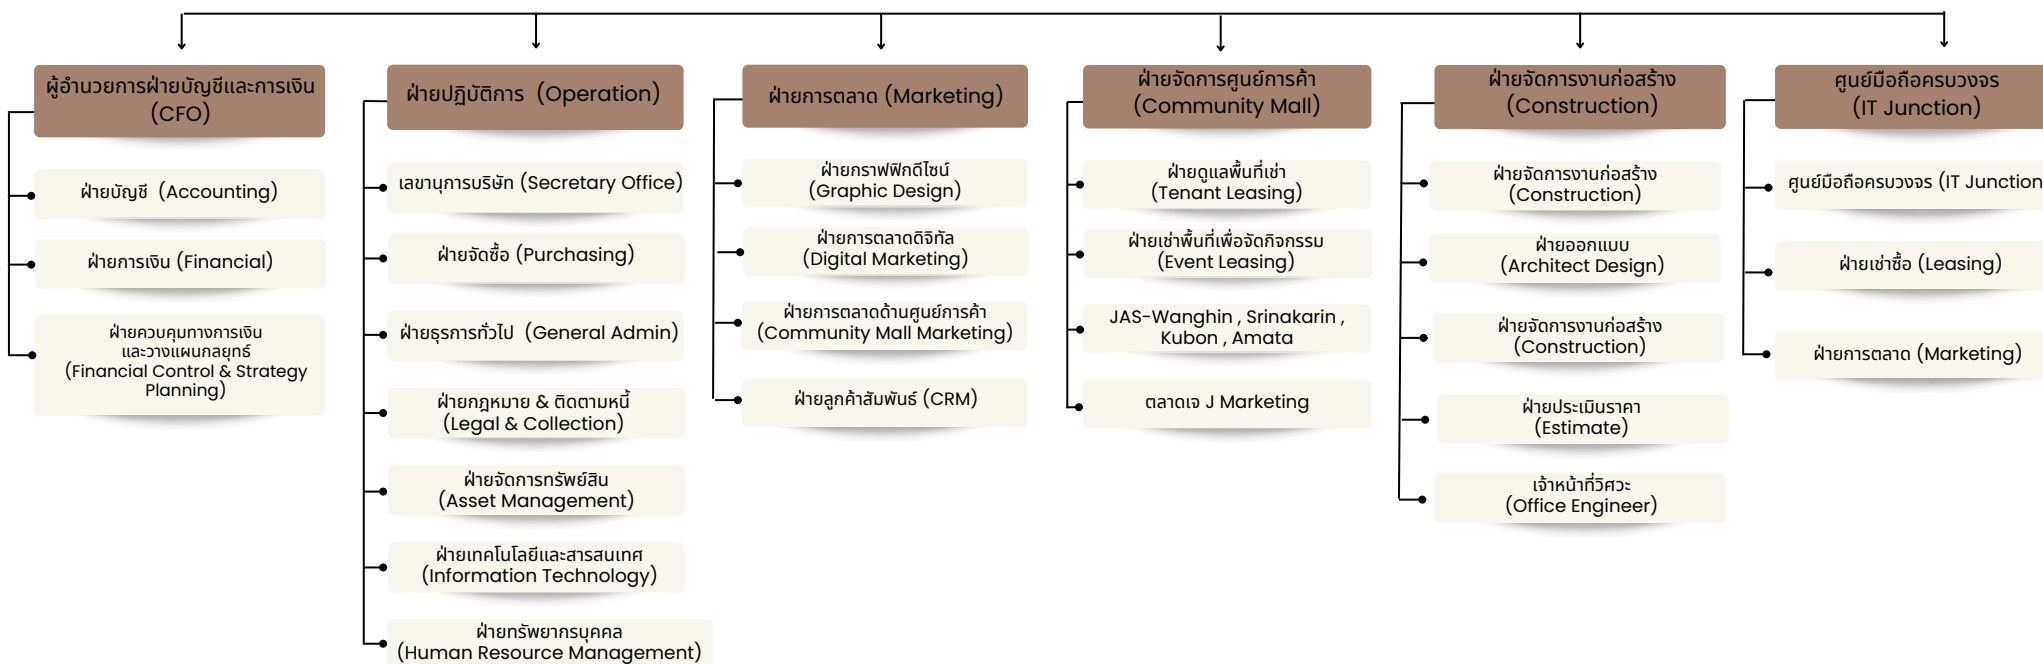 ผู้อำนวยการฝ่ายบัญชีและการเงิน
(CFO)
ฝ่ายบัญชี (Accounting)
ฝ่ายการเงิน (Financial)
ฝ่ายควบคุมทางการเงิน
และวางแผนกลยุทธ์
(Financial Control & Strategy
Planning)
ฝ่ายปฏิบัติการ (Operation)
เลขานุการบริษัท (Secretary Office)
ฝ่ายจัดซื้อ (Purchasing)
ฝ่ายธุรการทั่วไป (General Admin)
ฝ่ายกฎหมาย & ติดตามหนี้
(Legal & Collection)
ฝ่ายจัดการทรัพย์สิน
(Asset Management)
ฝ่ายเทคโนโลยีและสารสนเทศ
(Information Technology)
ฝ่ายทรัพยากรบุคคล
(Human Resource Management)
ฝ่ายการตลาด (Marketing)
ฝ่ายกราฟฟิกดีไซน์
(Graphic Design)
ฝ่ายการตลาดดิจิทัล
(Digital Marketing)
ฝ่ายการตลาดด้านศูนย์การค้า
(Community Mall Marketing)
ฝ่ายลูกค้าสัมพันธ์ (CRM)
ฝ่ายจัดการศูนย์การค้า
(Community Mall)
ฝ่ายดูแลพื้นที่เช่า
(Tenant Leasing)
ฝ่ายเช่าพื้นที่เพื่อจัดกิจกรรม
(Event Leasing)
JAS-Wanghin , Srinakarin ,
Kubon , Amata
ตลาดเจ J Marketing
ฝ่ายจัดการงานก่อสร้าง
(Construction)
ฝ่ายจัดการงานก่อสร้าง
(Construction)
ฝ่ายออกแบบ
(Architect Design)
ฝ่ายจัดการงานก่อสร้าง
(Construction)
ฝ่ายประเมินราคา
(Estimate)
เจ้าหน้าที่วิศวะ
(Office Engineer)
ศูนย์มือถือครบวงจร
(IT Junction)
ศูนย์มือถือครบวงจร (IT Junction
ฝ่ายเช่าซื้อ (Leasing)
ฝ่ายการตลาด (Marketing)